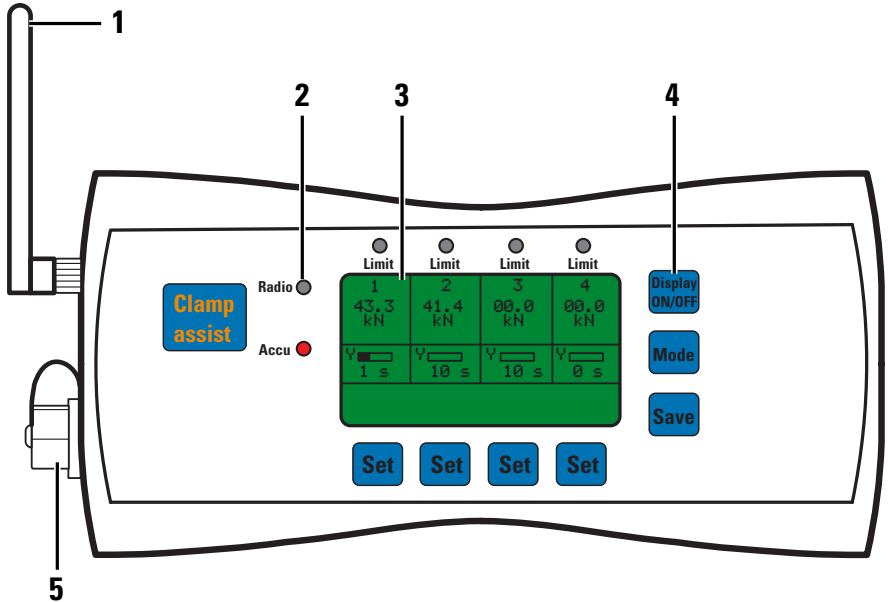 1
2 3 4
Limit Limit Limit Limit
Radio
Clamp
assist
Accu
1 2 3 4
43.3 41.4 00.0 00.0
kN kN kN kN
Y Y Y Y
1 s 10 s 10 s 0 s
Display
ON/OFF
Mode
Save
Set Set Set Set
5